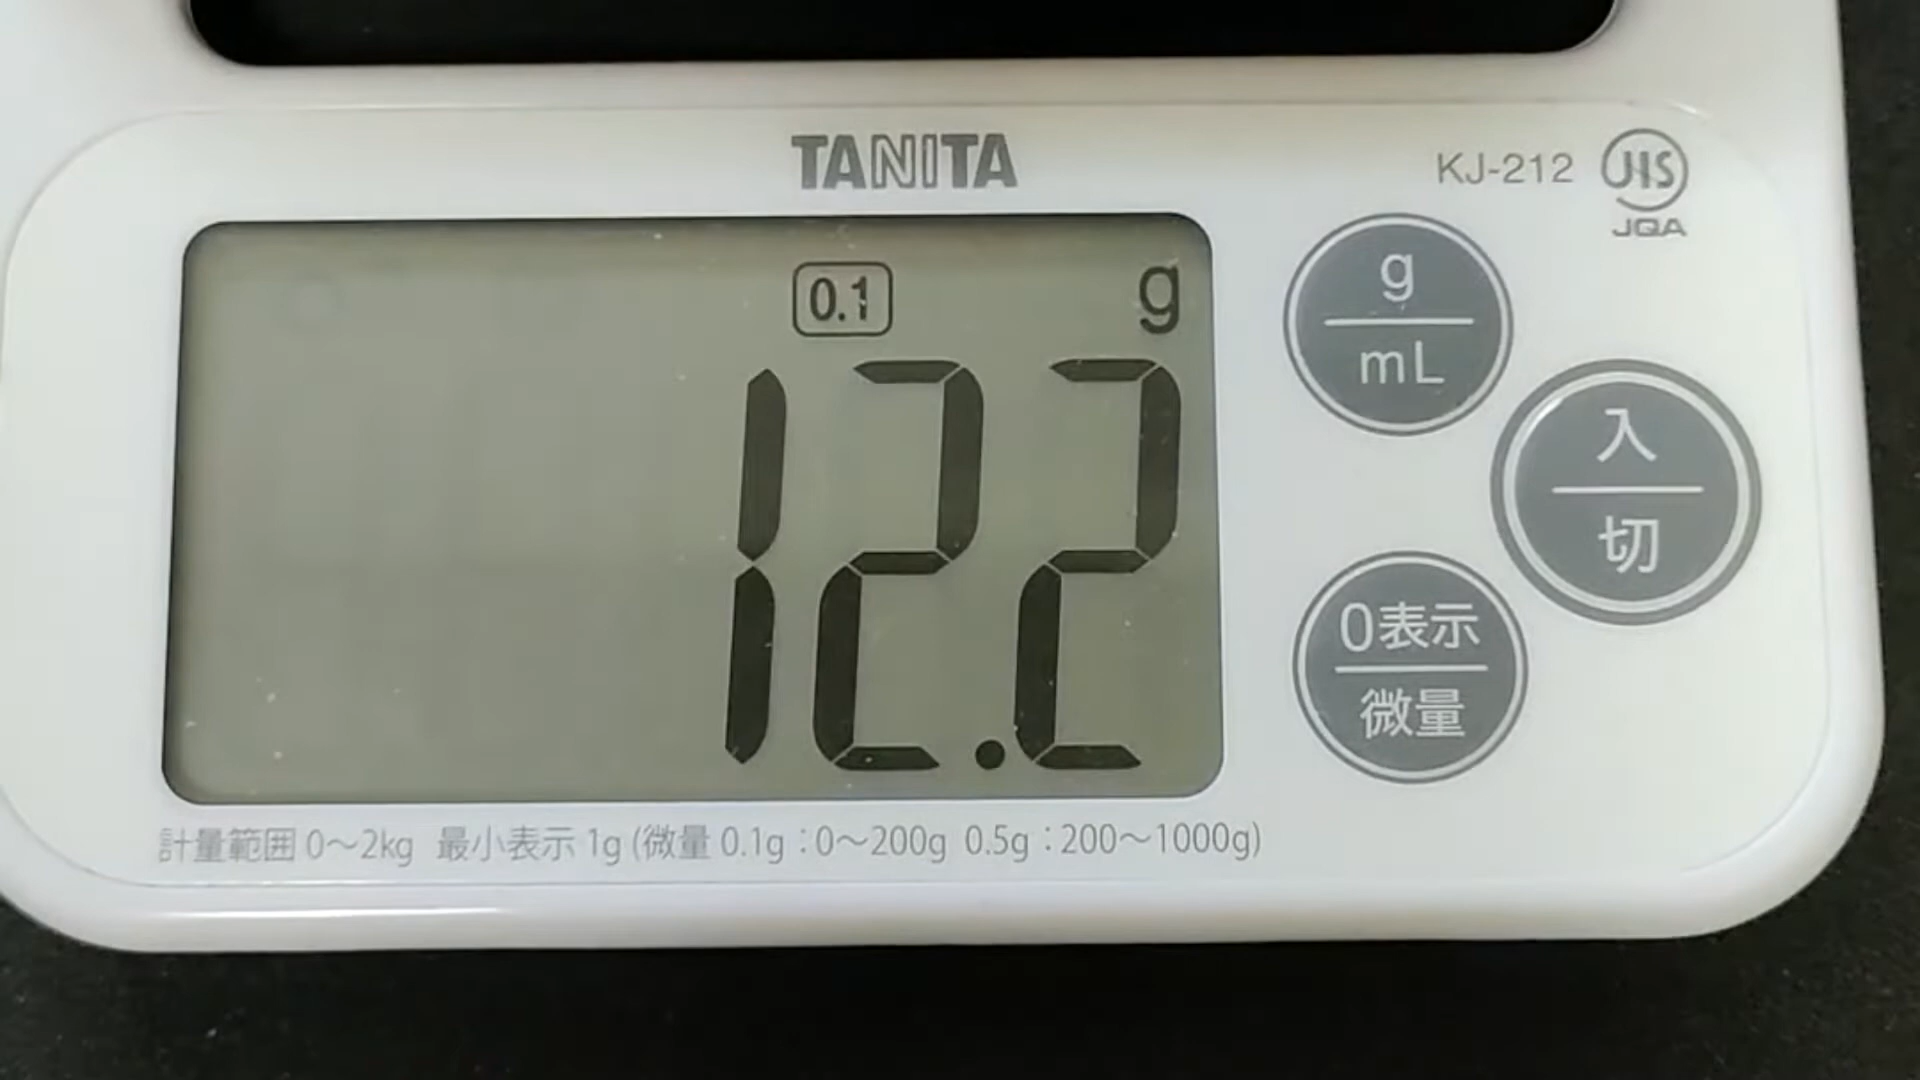 TANITA
KJ-212 JIS
JQA
0.1 g
12.2
g
mL
入
切
0表示
微量
計量範囲 0～2kg 最小表示 1g (微量 0.1g：0～200g 0.5g：200～1000g)